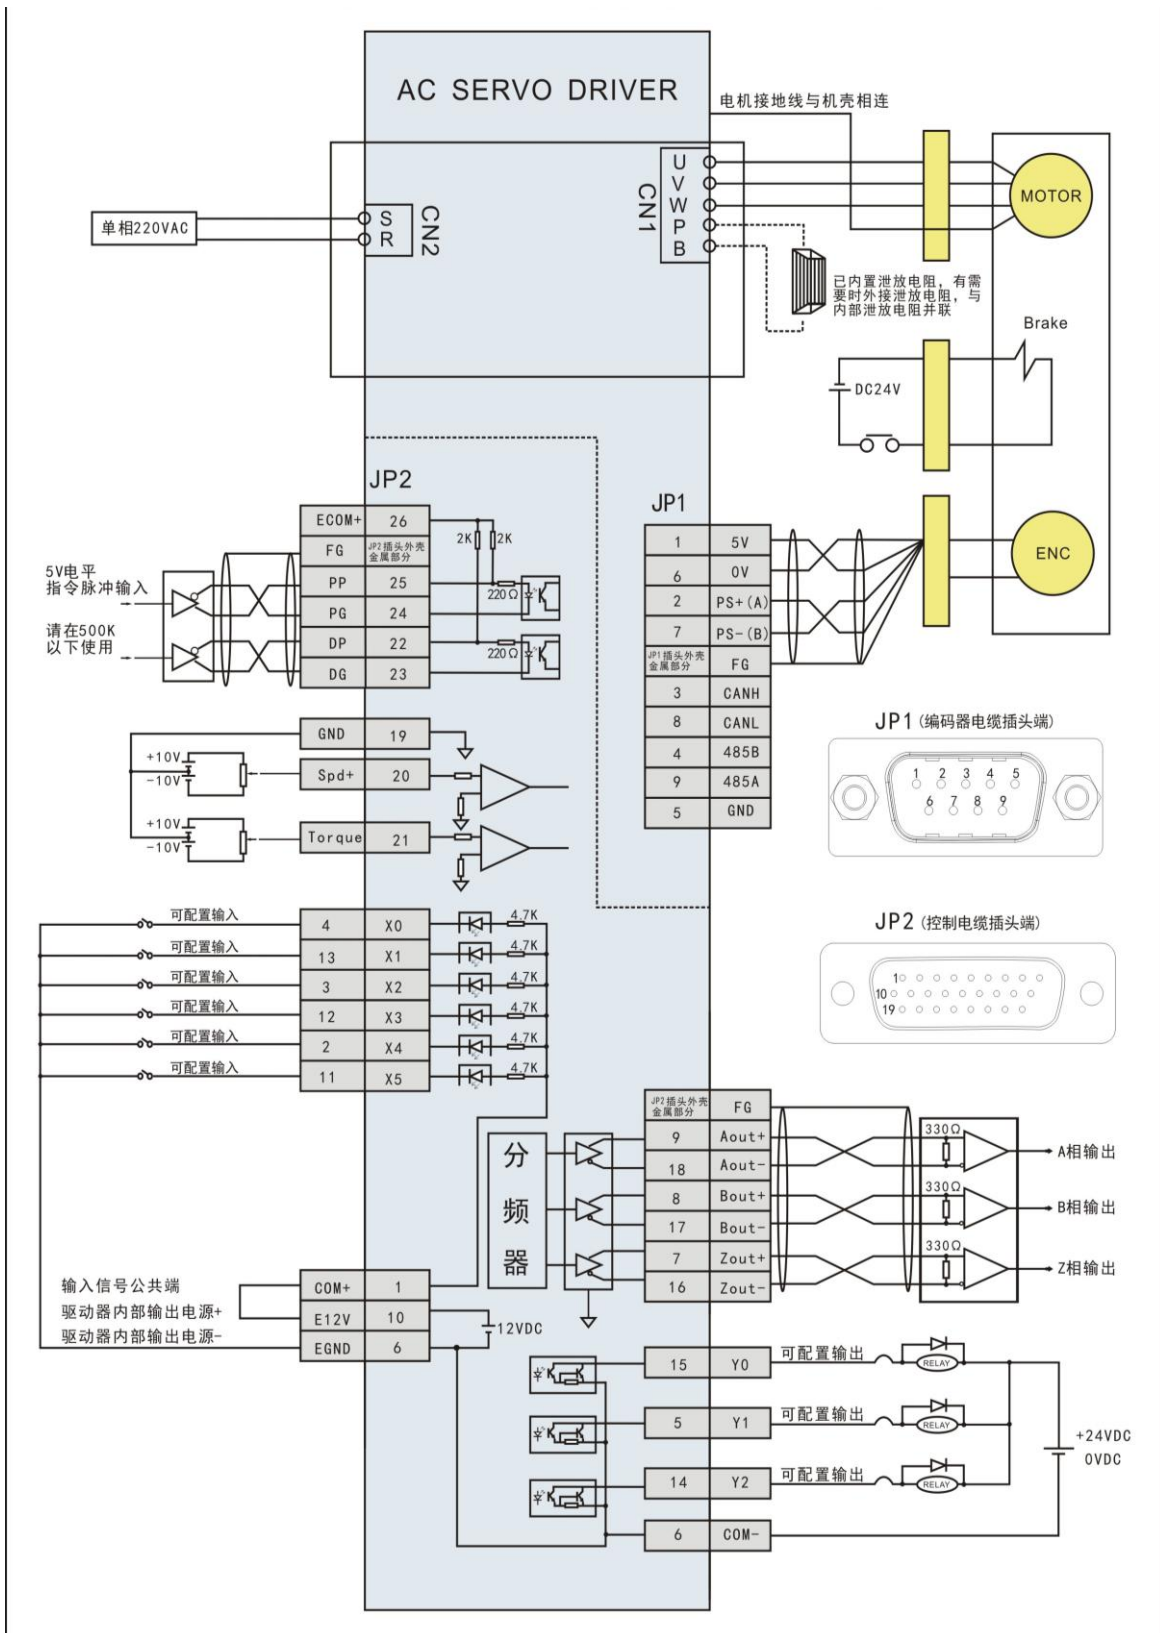 AC SERVO DRIVER
电机接地线与机壳相连
U
V
W
P
B
CN1
MOTOR
单相220VAC
S
R
CN2
已内置泄放电阻，有需
要时外接泄放电阻，与
内部泄放电阻并联
Brake
DC24V
JP2
ECOM+ 26
FG JP2插头外壳
金属部分
PP 25
PG 24
DP 22
DG 23
2K 2K
220Ω
220Ω
5V电平
指令脉冲输入
请在500K
以下使用
JP1
1 5V
6 0V
2 PS+(A)
7 PS-(B)
JP1插头外壳
金属部分 FG
3 CANH
8 CANL
4 485B
9 485A
5 GND
ENC
GND 19
+10V
-10V
Spd+ 20
+10V
-10V
Torque 21
JP1(编码器电缆插头端)
1 2 3 4 5
6 7 8 9
可配置输入 4 X0 4.7K
可配置输入 13 X1 4.7K
可配置输入 3 X2 4.7K
可配置输入 12 X3 4.7K
可配置输入 2 X4 4.7K
可配置输入 11 X5 4.7K
JP2(控制电缆插头端)
1
10
19
分
频
器
JP2插头外壳
金属部分 FG
9 Aout+
18 Aout-
8 Bout+
17 Bout-
7 Zout+
16 Zout-
330Ω
A相输出
330Ω
B相输出
330Ω
Z相输出
输入信号公共端 COM+ 1
驱动器内部输出电源+ E12V 10
驱动器内部输出电源- EGND 6
12VDC
15 Y0 可配置输出 RELAY
5 Y1 可配置输出 RELAY
14 Y2 可配置输出 RELAY
6 COM-
+24VDC
0VDC